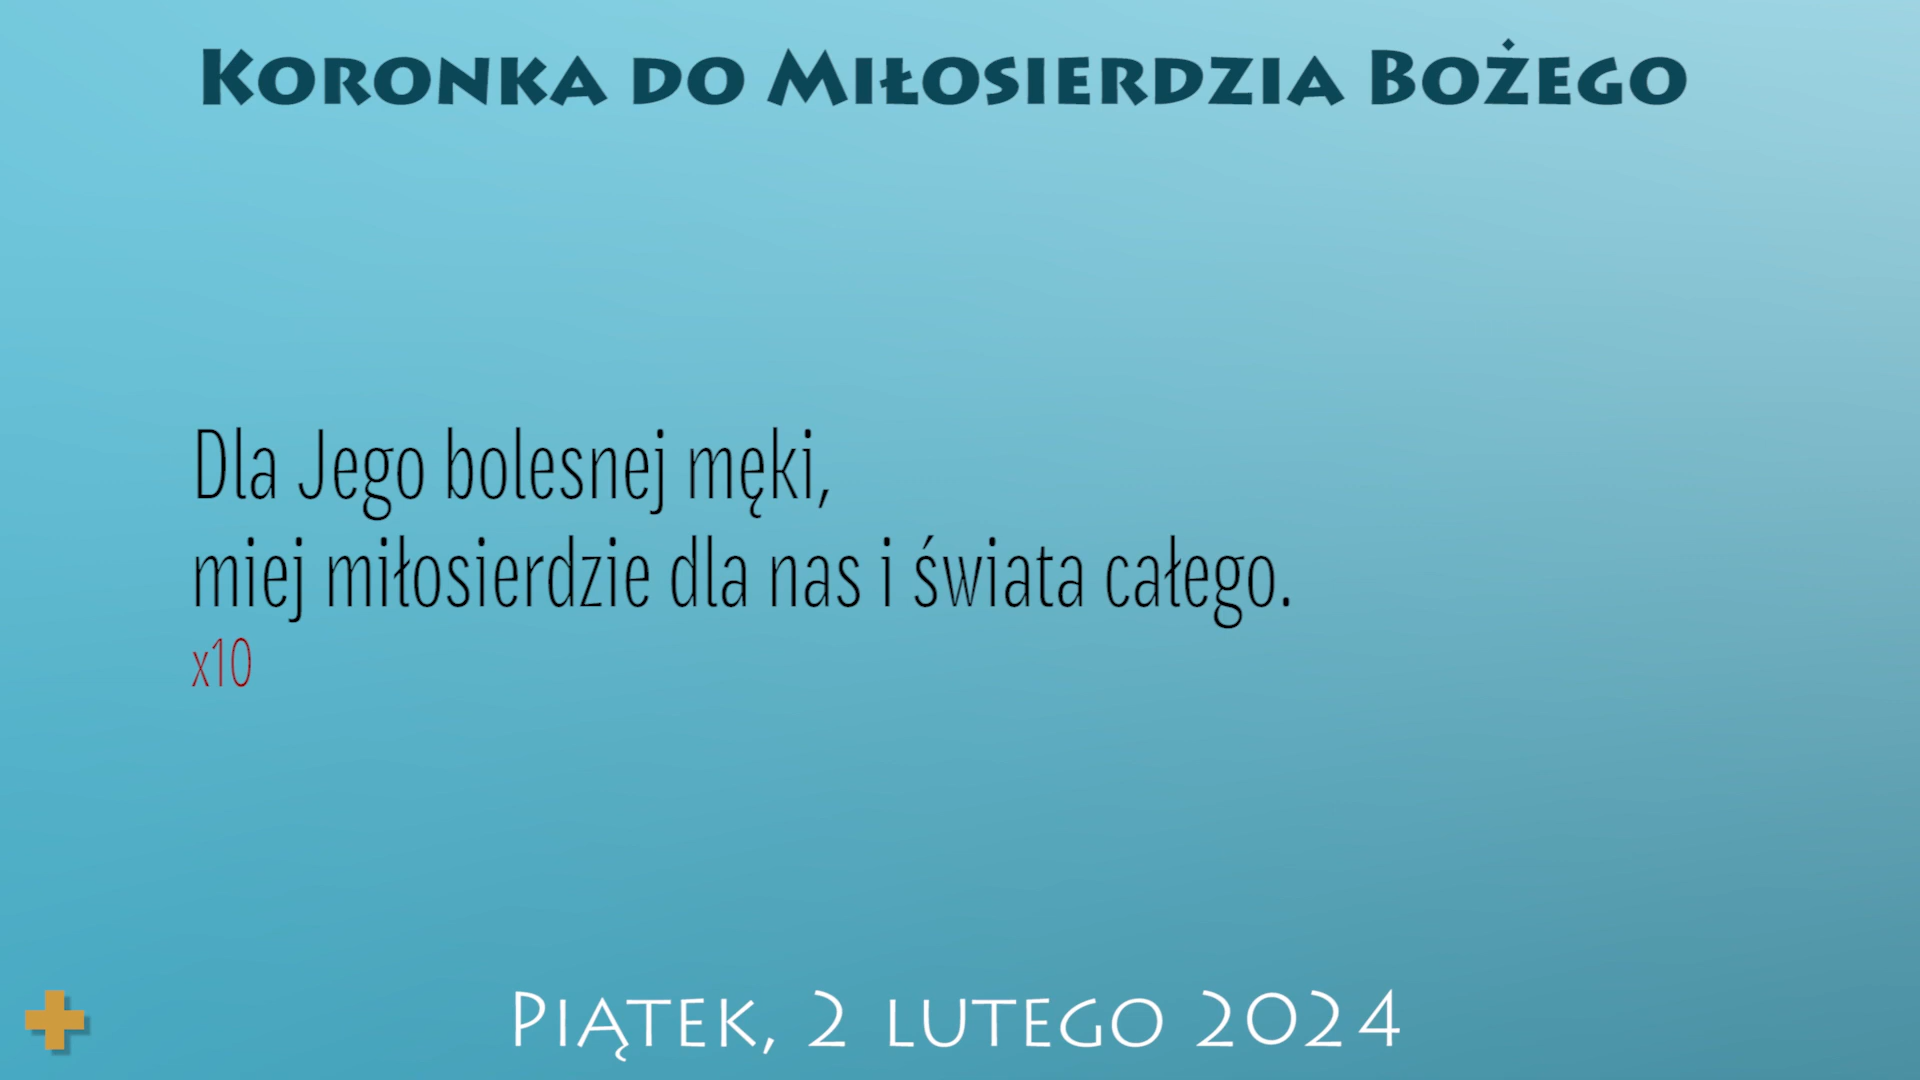 Koronka do Miłosierdzia Bożego
Dla Jego bolesnej męki,
miej miłosierdzie dla nas i świata całego.
x10
Piątek, 2 lutego 2024